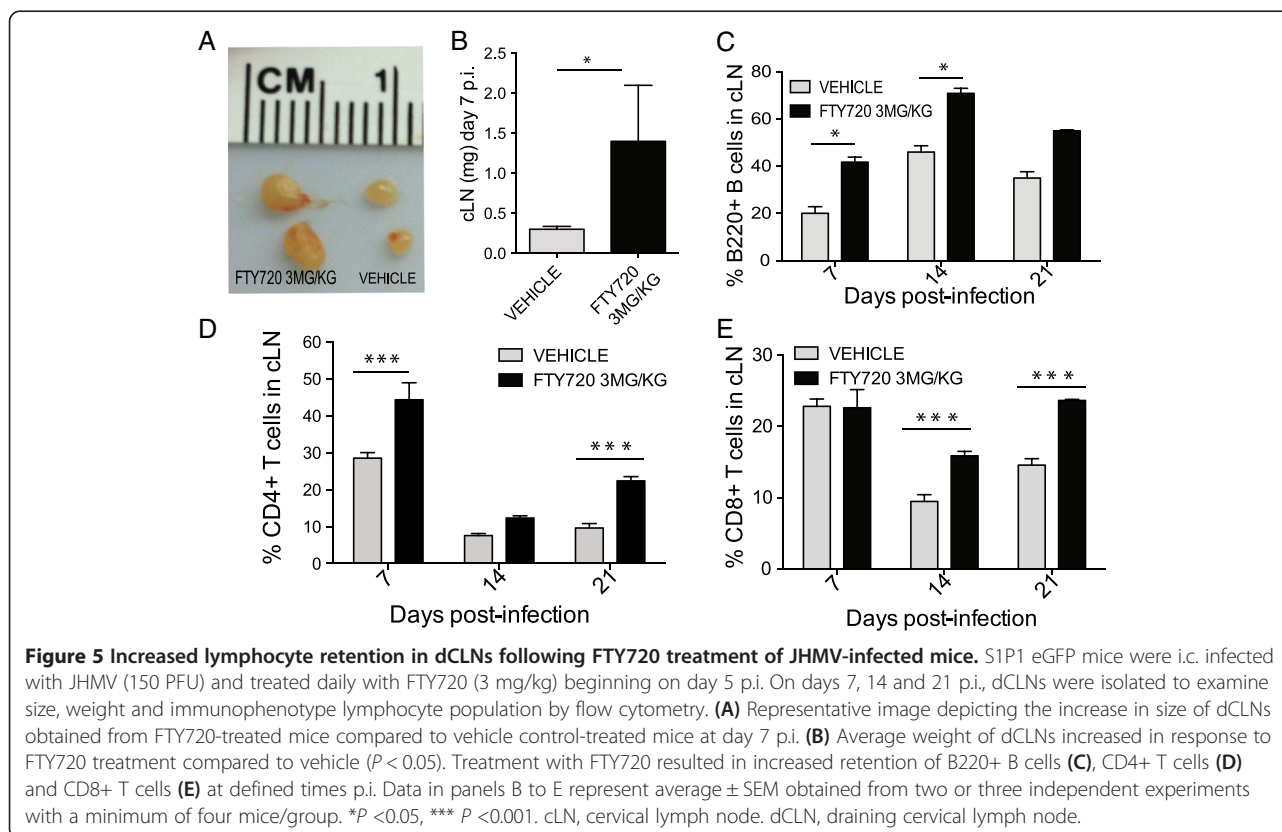 A
CM 1
FTY720 3MG/KG VEHICLE
B
cLN (mg) day 7 p.i.
2.5
2.0
1.5
1.0
0.5
0.0
*
VEHICLE
FTY720
3MG/KG
C
% B220+ B cells in cLN
80
60
40
20
0
VEHICLE
FTY720 3MG/KG
*
*
7 14 21
Days post-infection
D
% CD4+ T cells in cLN
60
50
40
30
20
10
0
VEHICLE
FTY720 3MG/KG
***
***
7 14 21
Days post-infection
E
% CD8+ T cells in cLN
30
20
10
0
VEHICLE
FTY720 3MG/KG
***
***
7 14 21
Days post-infection
Figure 5 Increased lymphocyte retention in dCLNs following FTY720 treatment of JHMV-infected mice. S1P1 eGFP mice were i.c. infected
with JHMV (150 PFU) and treated daily with FTY720 (3 mg/kg) beginning on day 5 p.i. On days 7, 14 and 21 p.i., dCLNs were isolated to examine
size, weight and immunophenotype lymphocyte population by flow cytometry. (A) Representative image depicting the increase in size of dCLNs
obtained from FTY720-treated mice compared to vehicle control-treated mice at day 7 p.i. (B) Average weight of dCLNs increased in response to
FTY720 treatment compared to vehicle (P < 0.05). Treatment with FTY720 resulted in increased retention of B220+ B cells (C), CD4+ T cells (D)
and CD8+ T cells (E) at defined times p.i. Data in panels B to E represent average ± SEM obtained from two or three independent experiments
with a minimum of four mice/group. *P <0.05, *** P <0.001. cLN, cervical lymph node. dCLN, draining cervical lymph node.